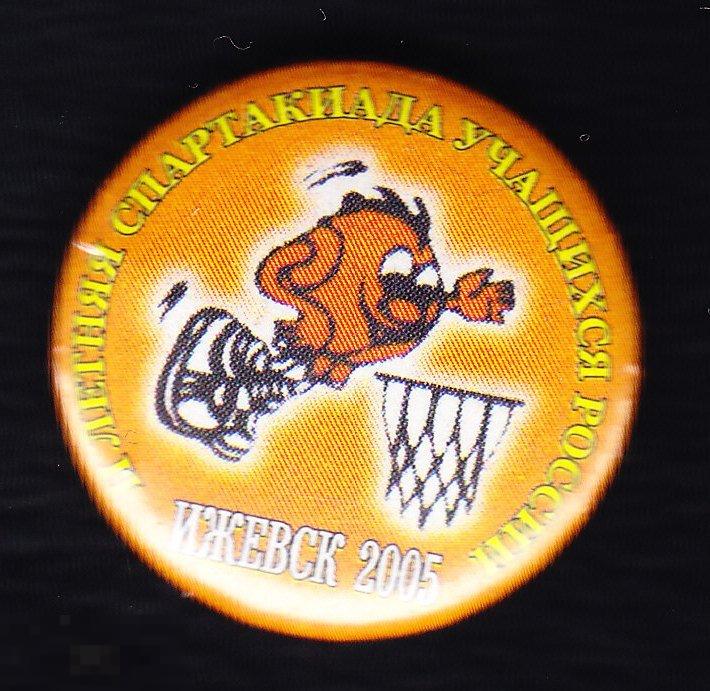 ЛЕТНЯЯ СПАРТАКИАДА УЧАЩИХСЯ РОССИИ
ИЖЕВСК 2005